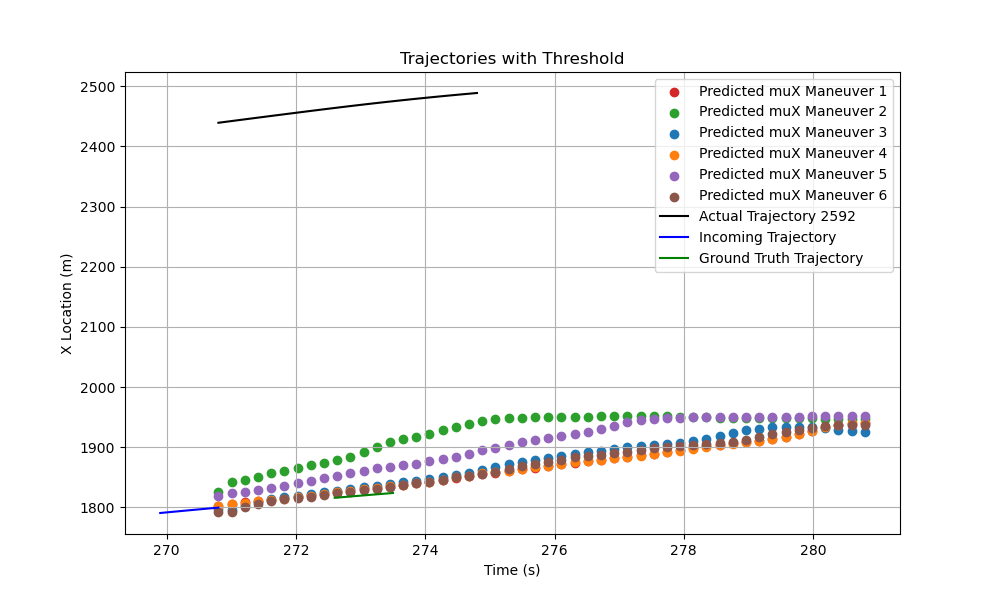 Trajectories with Threshold
2500
2400
2300
2200
2100
2000
1900
1800
X Location (m)
Predicted muX Maneuver 1
Predicted muX Maneuver 2
Predicted muX Maneuver 3
Predicted muX Maneuver 4
Predicted muX Maneuver 5
Predicted muX Maneuver 6
Actual Trajectory 2592
Incoming Trajectory
Ground Truth Trajectory
270 272 274 276 278 280
Time (s)